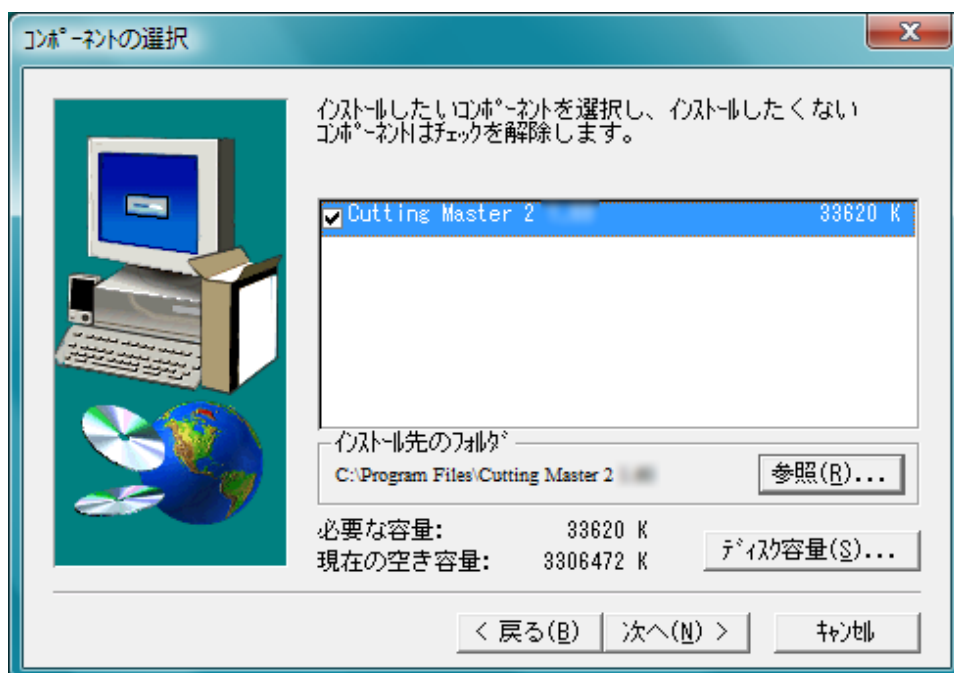 ｺﾝﾎﾟｰﾈﾝﾄの選択
ｲﾝｽﾄｰﾙしたいｺﾝﾎﾟｰﾈﾝﾄを選択し、ｲﾝｽﾄｰﾙしたくない
ｺﾝﾎﾟｰﾈﾝﾄはﾁｪｯｸを解除します。
Cutting Master 2 33620 K
ｲﾝｽﾄｰﾙ先のﾌｫﾙﾀﾞ
C:\Program Files\Cutting Master 2
参照(R)...
必要な容量: 33620 K
現在の空き容量: 3306472 K
ﾃﾞｨｽｸ容量(S)...
< 戻る(B)
次へ(N) >
ｷｬﾝｾﾙ